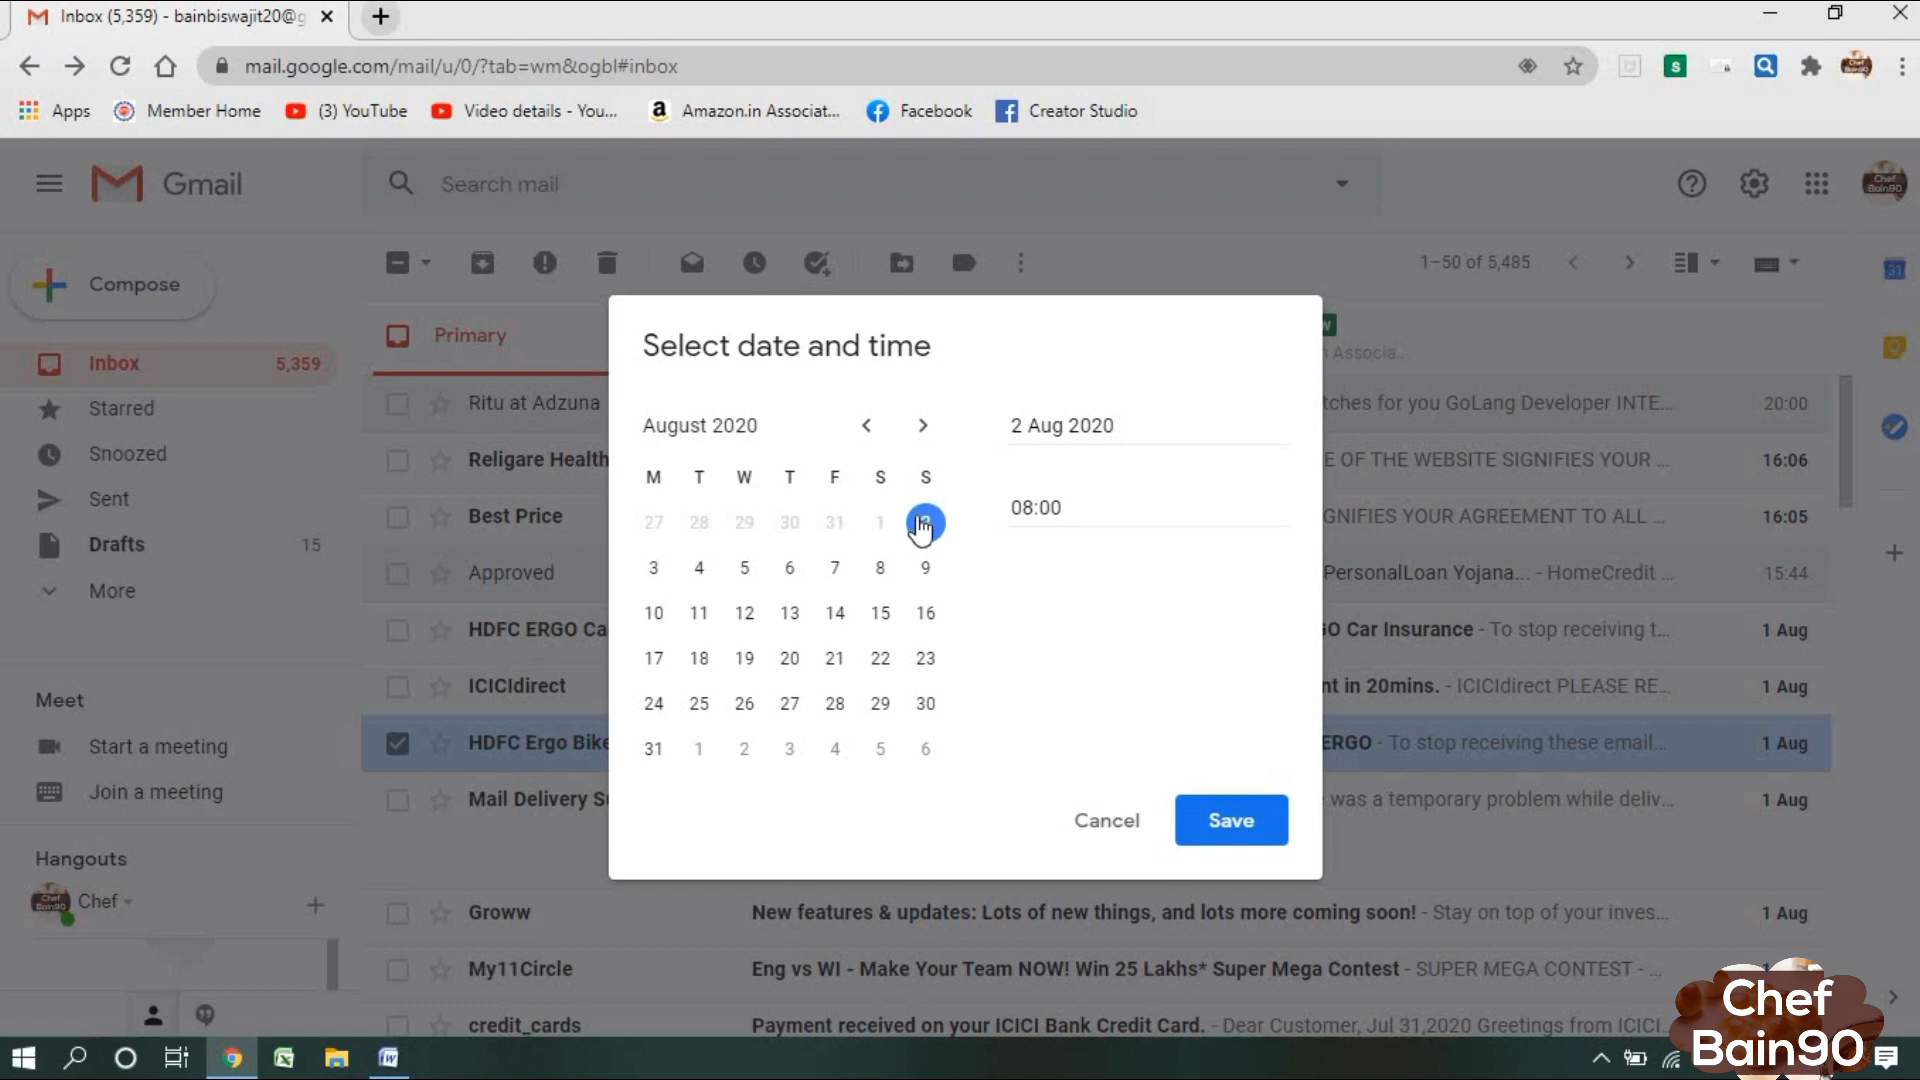 Inbox (5,359) - bainbiswajit20@g
mail.google.com/mail/u/0/?tab=wm&ogbl#inbox
Apps
Member Home
(3) YouTube
Video details - You...
Amazon.in Associat...
Facebook
Creator Studio
Gmail
Search mail
Chef Bain90
Compose
1–50 of 5,485
Inbox 5,359
Starred
Snoozed
Sent
Drafts 15
More
Meet
Start a meeting
Join a meeting
Hangouts
Chef
Primary
Associa..
Ritu at Adzuna tches for you GoLang Developer INTE... 20:00
Religare Health E OF THE WEBSITE SIGNIFIES YOUR ... 16:06
Best Price GNIFIES YOUR AGREEMENT TO ALL ... 16:05
Approved PersonalLoan Yojana... - HomeCredit ... 15:44
HDFC ERGO Ca GO Car Insurance - To stop receiving t... 1 Aug
ICICIdirect nt in 20mins. - ICICIdirect PLEASE RE... 1 Aug
HDFC Ergo Bike ERGO - To stop receiving these email... 1 Aug
Mail Delivery Su was a temporary problem while deliv... 1 Aug
Groww New features & updates: Lots of new things, and lots more coming soon! - Stay on top of your inves... 1 Aug
My11Circle Eng vs WI - Make Your Team NOW! Win 25 Lakhs* Super Mega Contest - SUPER MEGA CONTEST - ...
credit_cards Payment received on your ICICI Bank Credit Card. - Dear Customer, Jul 31,2020 Greetings from ICICI...
Select date and time
August 2020
M T W T F S S
27 28 29 30 31 1
3 4 5 6 7 8 9
10 11 12 13 14 15 16
17 18 19 20 21 22 23
24 25 26 27 28 29 30
31 1 2 3 4 5 6
2 Aug 2020
08:00
Cancel
Save
Chef
Bain90